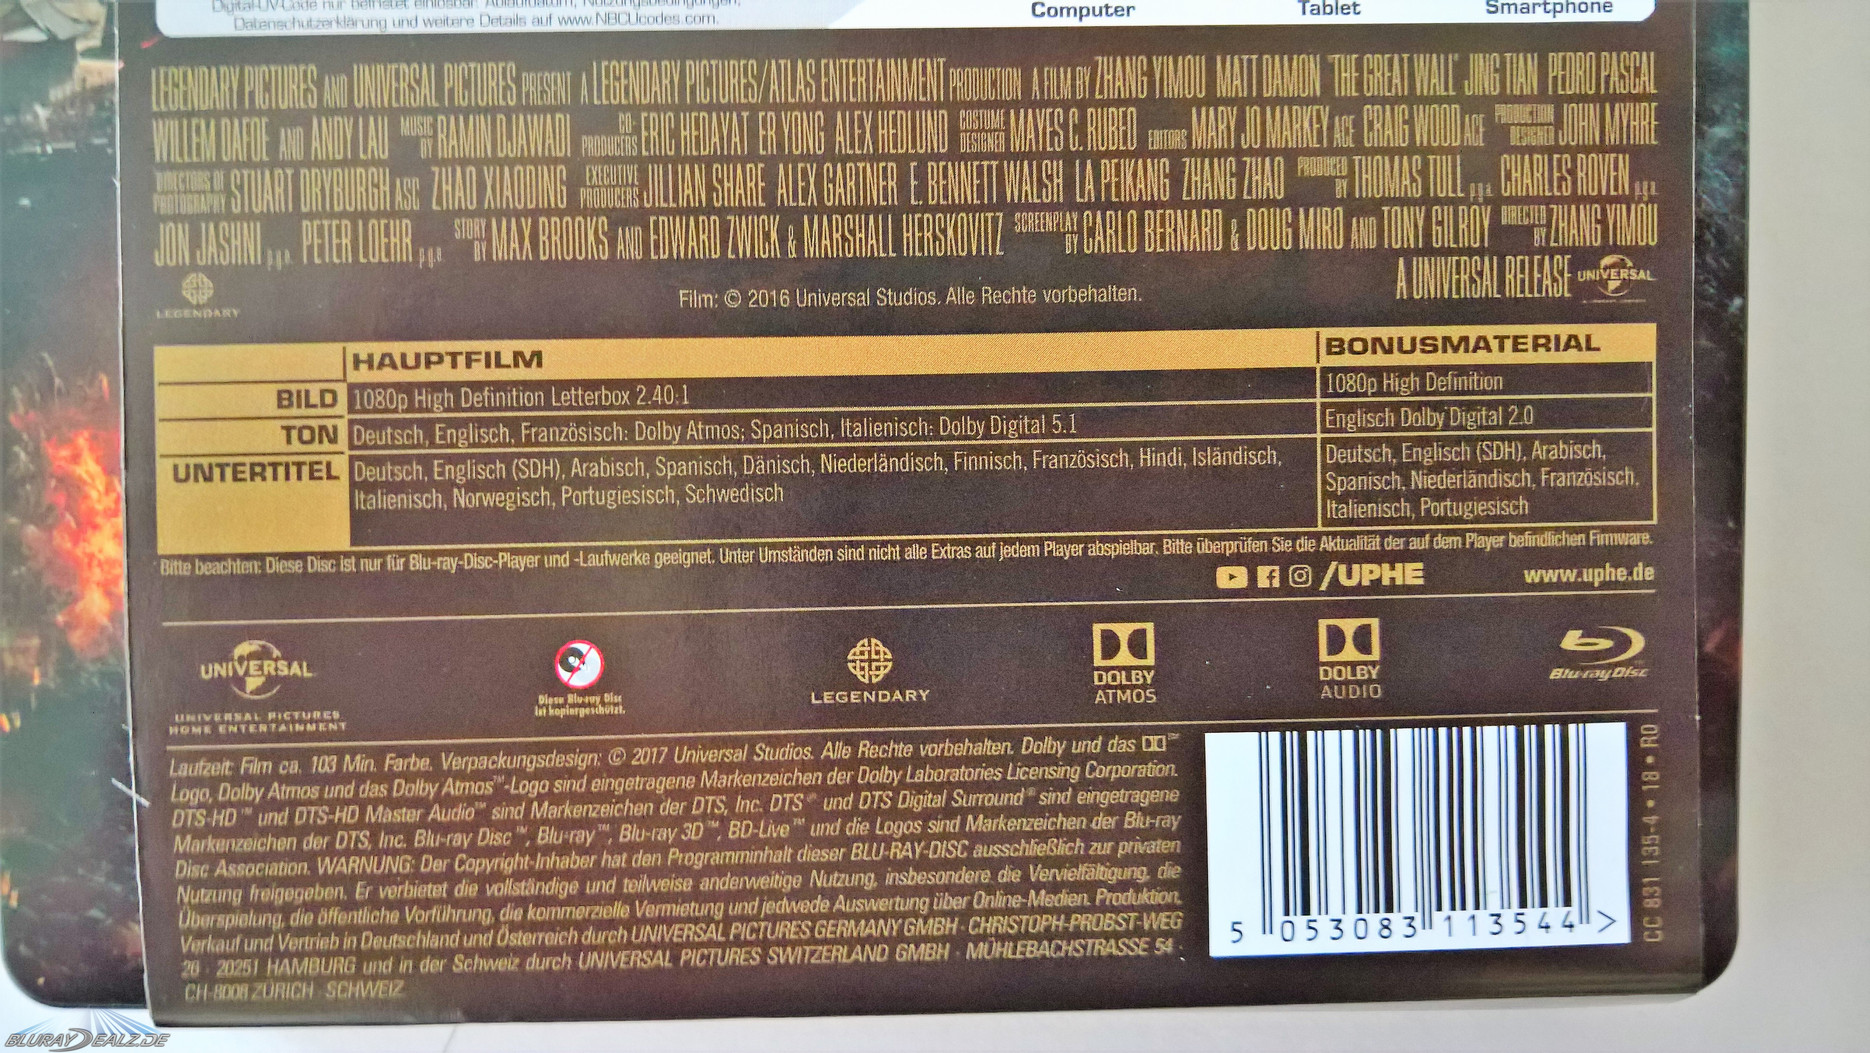 Digital-UV-Code nur befristet einlösbar. Ablaufdatum, Nutzungsbedingungen,
Datenschutzerklärung und weitere Details auf www.NBCUcodes.com.
Computer Tablet Smartphone
LEGENDARY PICTURES AND UNIVERSAL PICTURES PRESENT A LEGENDARY PICTURES/ATLAS ENTERTAINMENT PRODUCTION A FILM BY ZHANG YIMOU MATT DAMON "THE GREAT WALL" JING TIAN PEDRO PASCAL
WILLEM DAFOE AND ANDY LAU MUSIC BY RAMIN DJAWADI CO-PRODUCERS ERIC HEDAYAT ER YONG ALEX HEDLUND COSTUME DESIGNER MAYES C. RUBEO EDITORS MARY JO MARKEY ACE CRAIG WOOD ACE PRODUCTION DESIGNER JOHN MYHRE
DIRECTORS OF PHOTOGRAPHY STUART DRYBURGH ASC ZHAO XIAODING EXECUTIVE PRODUCERS JILLIAN SHARE ALEX GARTNER E. BENNETT WALSH LA PEIKANG ZHANG ZHAO PRODUCED BY THOMAS TULL p.g.a. CHARLES ROVEN p.g.a.
JON JASHNI p.g.a. PETER LOEHR p.g.a. STORY BY MAX BROOKS AND EDWARD ZWICK & MARSHALL HERSKOVITZ SCREENPLAY BY CARLO BERNARD & DOUG MIRO AND TONY GILROY DIRECTED BY ZHANG YIMOU
LEGENDARY
Film: © 2016 Universal Studios. Alle Rechte vorbehalten.
A UNIVERSAL RELEASE UNIVERSAL
HAUPTFILM BONUSMATERIAL
BILD 1080p High Definition Letterbox 2.40:1 1080p High Definition
TON Deutsch, Englisch, Französisch: Dolby Atmos; Spanisch, Italienisch: Dolby Digital 5.1 Englisch Dolby Digital 2.0
UNTERTITEL Deutsch, Englisch (SDH), Arabisch, Spanisch, Dänisch, Niederländisch, Finnisch, Französisch, Hindi, Isländisch,
Italienisch, Norwegisch, Portugiesisch, Schwedisch
Deutsch, Englisch (SDH), Arabisch,
Spanisch, Niederländisch, Französisch,
Italienisch, Portugiesisch
Bitte beachten: Diese Disc ist nur für Blu-ray-Disc-Player und -Laufwerke geeignet. Unter Umständen sind nicht alle Extras auf jedem Player abspielbar. Bitte überprüfen Sie die Aktualität der auf dem Player befindlichen Firmware.
/UPHE www.uphe.de
UNIVERSAL
UNIVERSAL PICTURES
HOME ENTERTAINMENT
Diese Blu-ray Disc
ist kopiergeschützt.
LEGENDARY
DOLBY
ATMOS
DOLBY
AUDIO
Blu-ray Disc
Laufzeit: Film ca. 103 Min. Farbe. Verpackungsdesign: © 2017 Universal Studios. Alle Rechte vorbehalten. Dolby und das ™
Logo, Dolby Atmos und das Dolby Atmos™-Logo sind eingetragene Markenzeichen der Dolby Laboratories Licensing Corporation.
DTS-HD™ und DTS-HD Master Audio™ sind Markenzeichen der DTS, Inc. DTS® und DTS Digital Surround® sind eingetragene
Markenzeichen der DTS, Inc. Blu-ray Disc™, Blu-ray™, Blu-ray 3D™, BD-Live™ und die Logos sind Markenzeichen der Blu-ray
Disc Association. WARNUNG: Der Copyright-Inhaber hat den Programminhalt dieser BLU-RAY-DISC ausschließlich zur privaten
Nutzung freigegeben. Er verbietet die vollständige und teilweise anderweitige Nutzung, insbesondere die Vervielfältigung, die
Überspielung, die öffentliche Vorführung, die kommerzielle Vermietung und jedwede Auswertung über Online-Medien. Produktion,
Verkauf und Vertrieb in Deutschland und Österreich durch UNIVERSAL PICTURES GERMANY GMBH · CHRISTOPH-PROBST-WEG
26 · 20251 HAMBURG und in der Schweiz durch UNIVERSAL PICTURES SWITZERLAND GMBH · MÜHLEBACHSTRASSE 54 ·
CH-8008 ZÜRICH · SCHWEIZ
5 053083 113544 >
CC 831 135-4 • 18 • R0
BLURAYDEALZ.DE